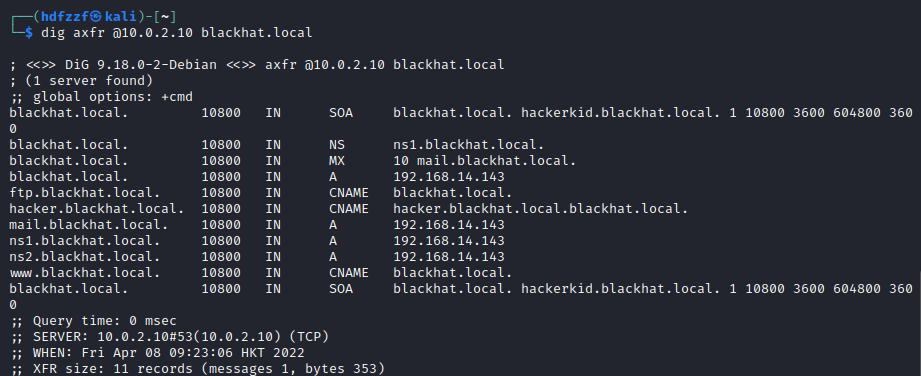 ┌──(hdfzzf㉿kali)-[~]
└─$ dig axfr @10.0.2.10 blackhat.local
; <<>> DiG 9.18.0-2-Debian <<>> axfr @10.0.2.10 blackhat.local
; (1 server found)
;; global options: +cmd
blackhat.local. 10800 IN SOA blackhat.local. hackerkid.blackhat.local. 1 10800 3600 604800 360
0
blackhat.local. 10800 IN NS ns1.blackhat.local.
blackhat.local. 10800 IN MX 10 mail.blackhat.local.
blackhat.local. 10800 IN A 192.168.14.143
ftp.blackhat.local. 10800 IN CNAME blackhat.local.
hacker.blackhat.local. 10800 IN CNAME hacker.blackhat.local.blackhat.local.
mail.blackhat.local. 10800 IN A 192.168.14.143
ns1.blackhat.local. 10800 IN A 192.168.14.143
ns2.blackhat.local. 10800 IN A 192.168.14.143
www.blackhat.local. 10800 IN CNAME blackhat.local.
blackhat.local. 10800 IN SOA blackhat.local. hackerkid.blackhat.local. 1 10800 3600 604800 360
0
;; Query time: 0 msec
;; SERVER: 10.0.2.10#53(10.0.2.10) (TCP)
;; WHEN: Fri Apr 08 09:23:06 HKT 2022
;; XFR size: 11 records (messages 1, bytes 353)